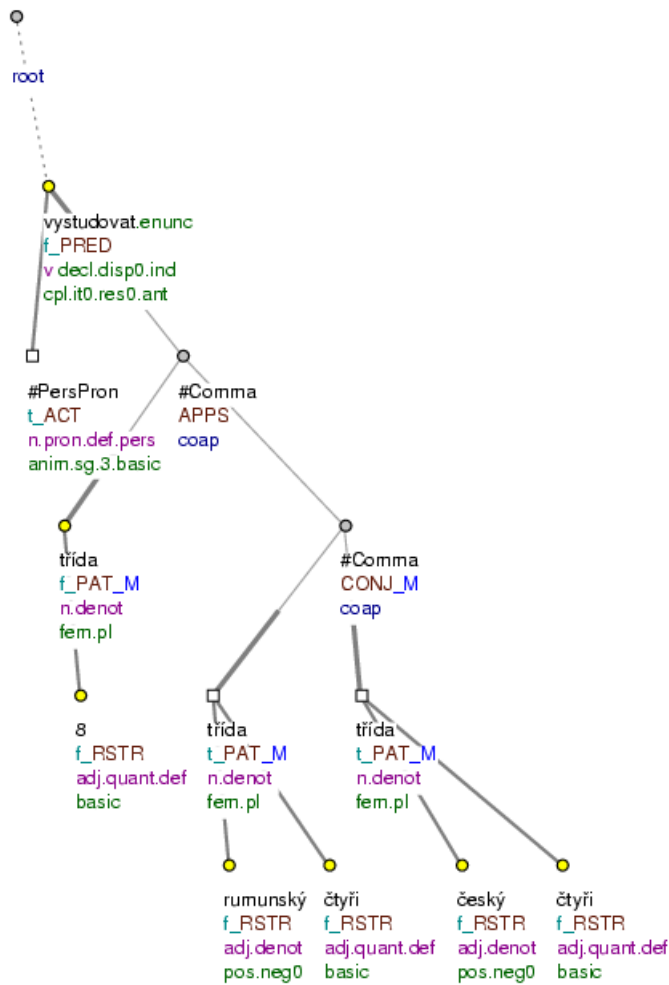 root
vystudovat.enunc
f_PRED
v decl.disp0.ind
cpl.it0.res0.ant
#PersPron
t_ACT
n.pron.def.pers
anim.sg.3.basic
#Comma
APPS
coap
třída
f_PAT_M
n.denot
fem.pl
#Comma
CONJ_M
coap
8
f_RSTR
adj.quant.def
basic
třída
t_PAT_M
n.denot
fem.pl
třída
t_PAT_M
n.denot
fem.pl
rumunský
f_RSTR
adj.denot
pos.neg0
čtyři
f_RSTR
adj.quant.def
basic
český
f_RSTR
adj.denot
pos.neg0
čtyři
f_RSTR
adj.quant.def
basic